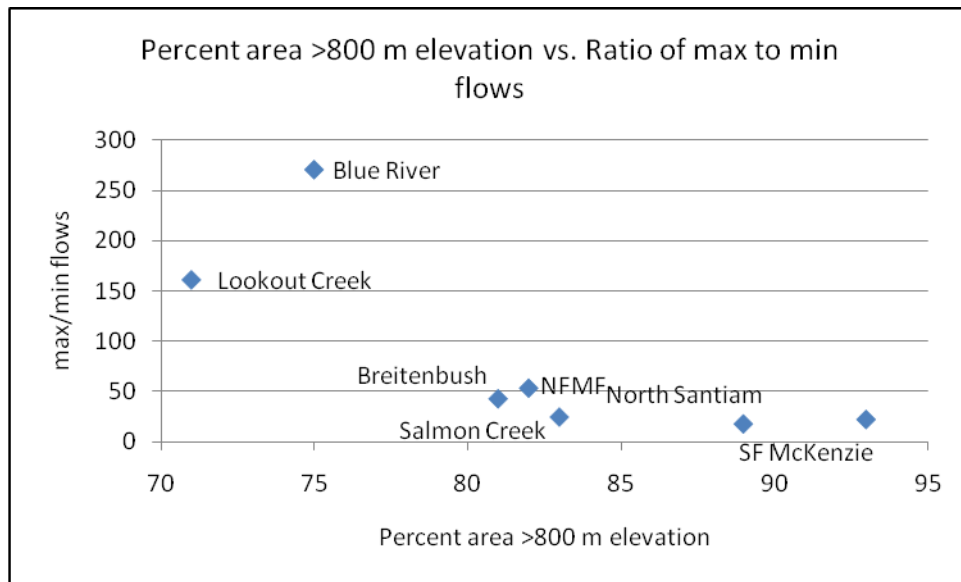 Percent area >800 m elevation vs. Ratio of max to min
flows
300
250
200
150
100
50
0
max/min flows
Blue River
Lookout Creek
Breitenbush
NFMF
North Santiam
Salmon Creek
SF McKenzie
70
75
80
85
90
95
Percent area >800 m elevation